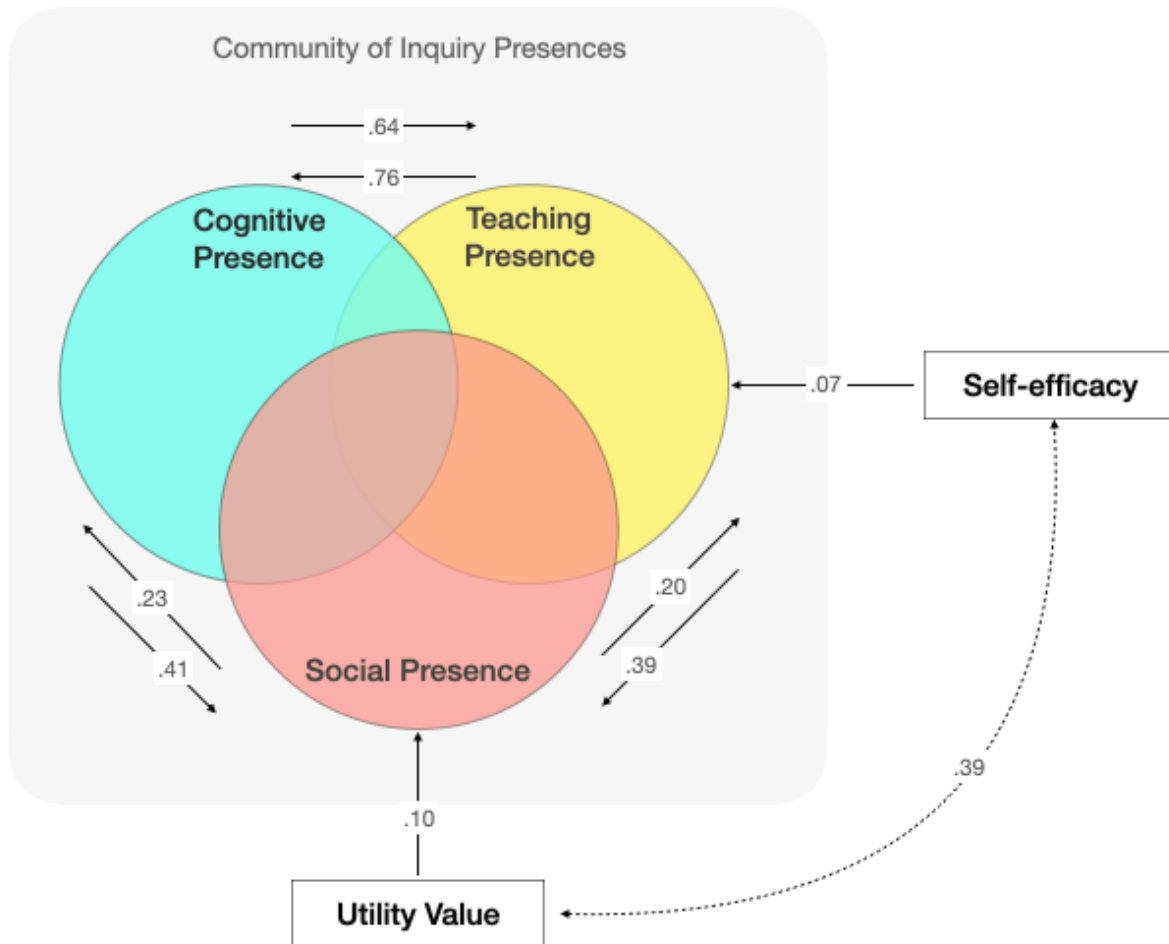 Community of Inquiry Presences
.64
.76
Cognitive
Presence
Teaching
Presence
.07
Self-efficacy
.23
.20
.41
Social Presence
.39
.39
.10
Utility Value